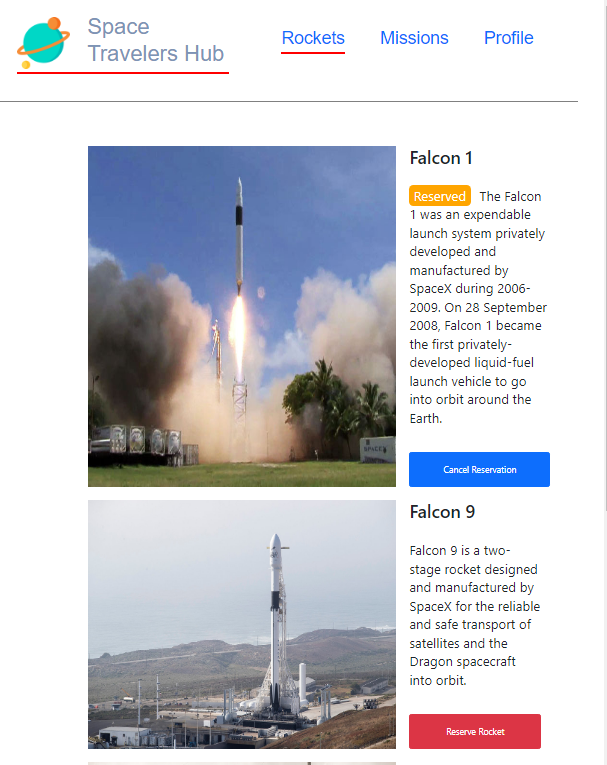 Space
Travelers Hub
Rockets Missions Profile
Falcon 1
Reserved The Falcon
1 was an expendable
launch system privately
developed and
manufactured by
SpaceX during 2006-
2009. On 28 September
2008, Falcon 1 became
the first privately-
developed liquid-fuel
launch vehicle to go
into orbit around the
Earth.
SPACEX
Cancel Reservation
Falcon 9
Falcon 9 is a two-
stage rocket designed
and manufactured by
SpaceX for the reliable
and safe transport of
satellites and the
Dragon spacecraft
into orbit.
Reserve Rocket